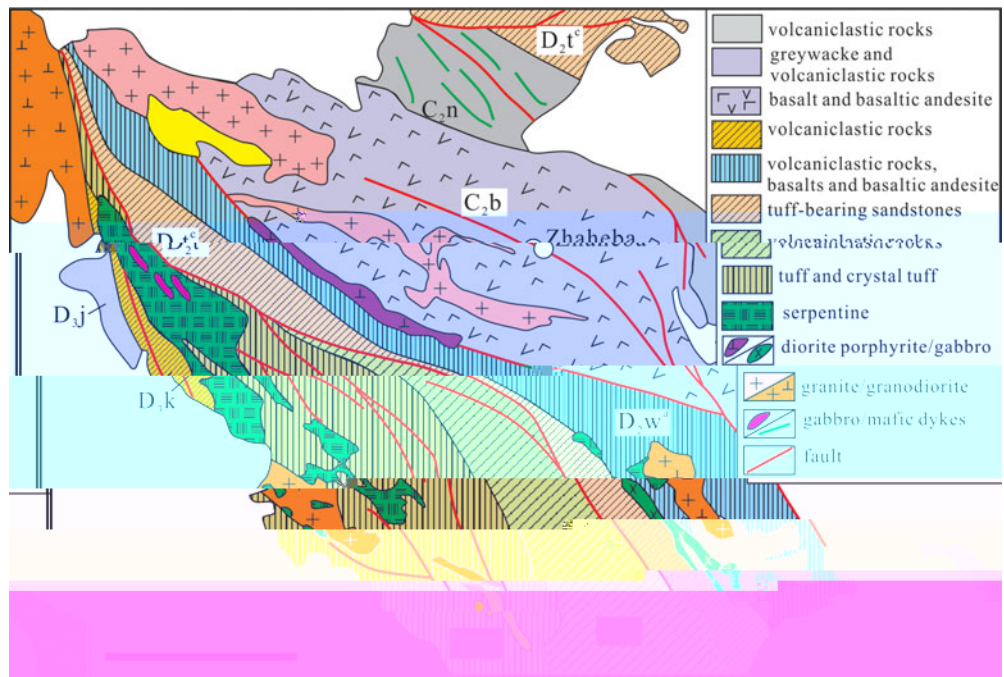 D₂tᶜ
C₂n
C₂b
Zhaheba
D₃j
volcaniclastic rocks
greywacke and
volcaniclastic rocks
basalt and basaltic andesite
volcaniclastic rocks
volcaniclastic rocks,
basalts and basaltic andesite
tuff-bearing sandstones
tuff and crystal tuff
serpentine
diorite porphyrite/gabbro
granite/granodiorite
gabbro/mafic dykes
fault